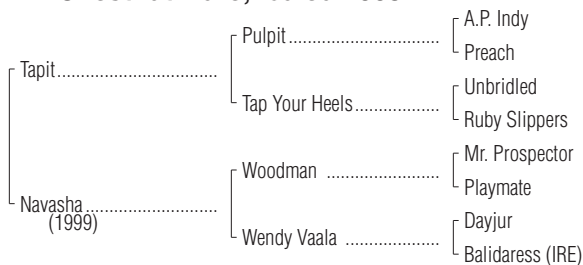 Pulpit
A.P. Indy
Preach
Tapit
Tap Your Heels
Unbridled
Ruby Slippers
Woodman
Mr. Prospector
Playmate
Navasha
(1999)
Wendy Vaala
Dayjur
Balidaress (IRE)